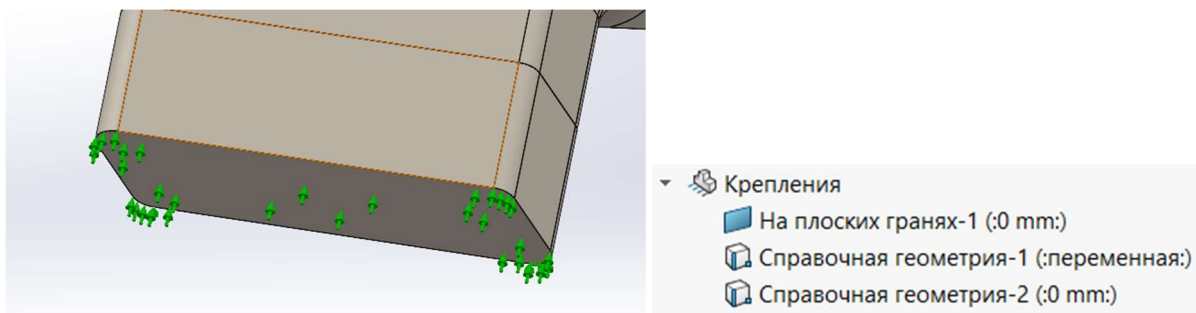 Крепления
На плоских гранях-1 (:0 mm:)
Справочная геометрия-1 (:переменная:)
Справочная геометрия-2 (:0 mm:)